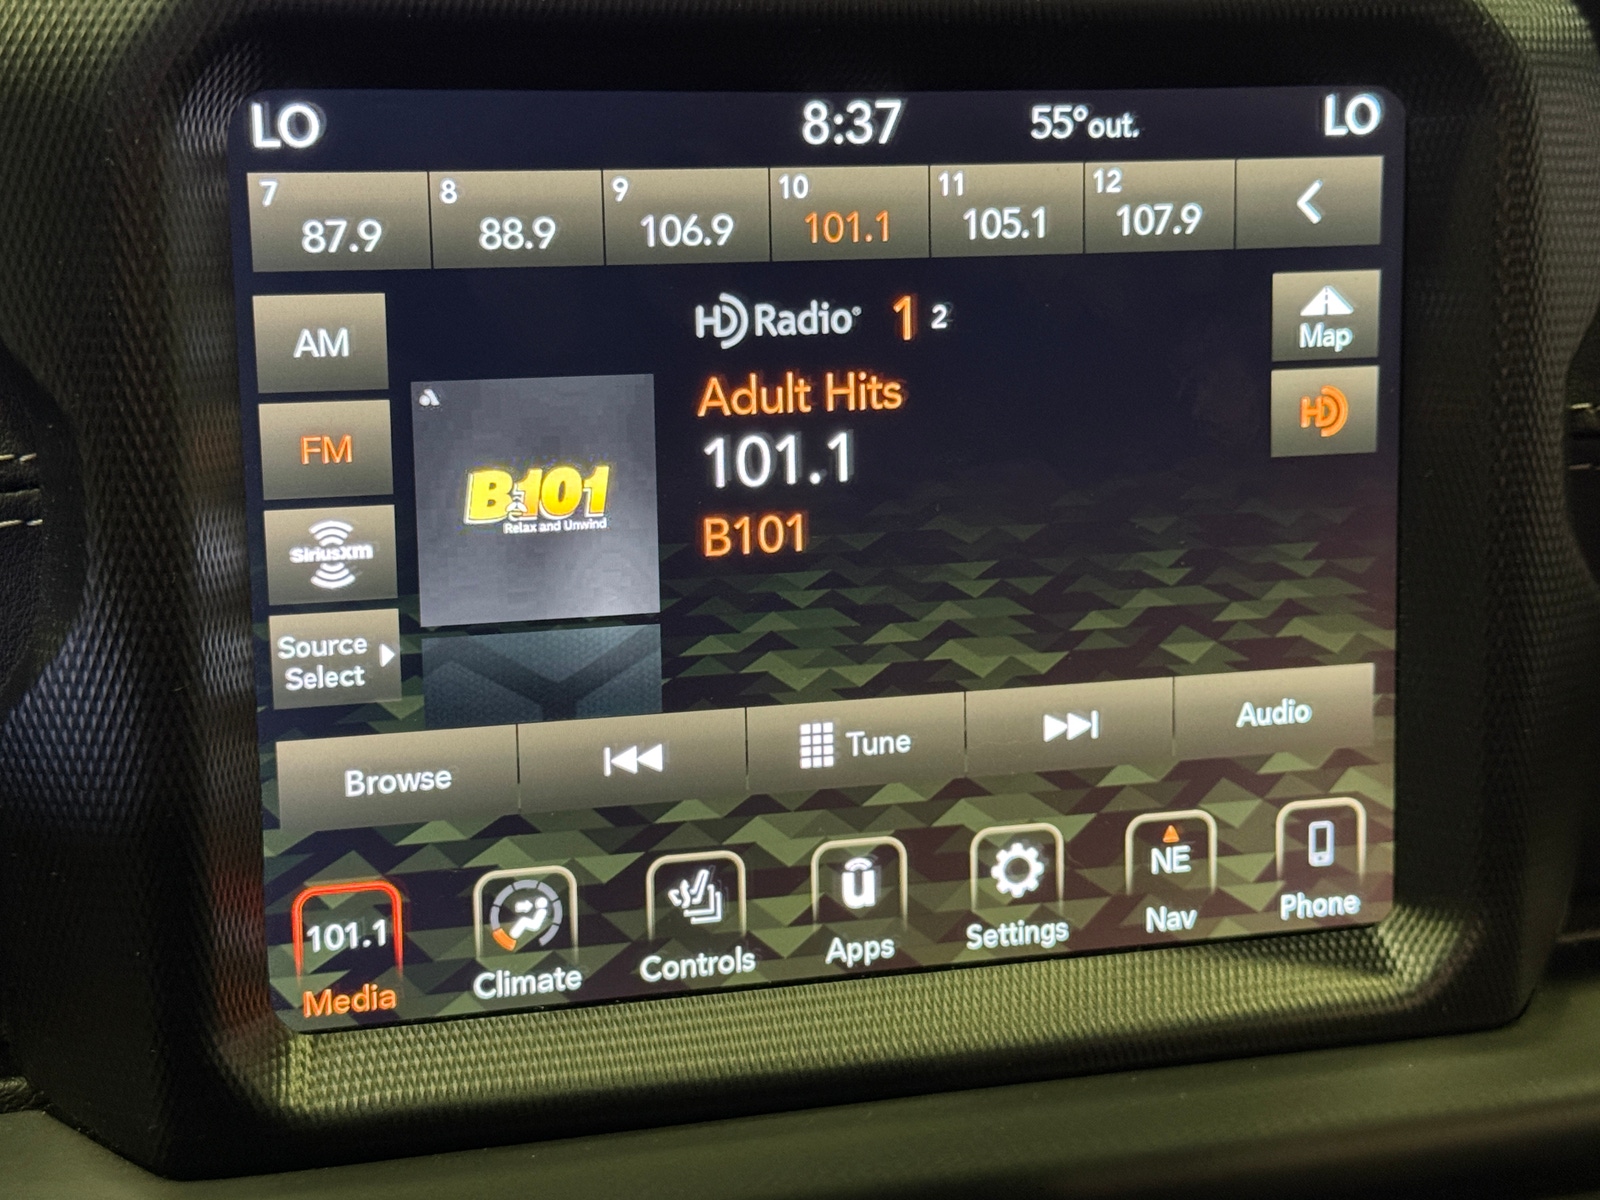 LO 8:37 55° out. LO
7 8 9 10 11 12
87.9 88.9 106.9 101.1 105.1 107.9
HD Radio® 1 2
Map
AM
Adult Hits
HD
FM
101.1
B101
Relax and Unwind
B101
SiriusXM
Source
Select
Browse Tune Audio
101.1 u NE
Media Climate Controls Apps Settings Nav Phone